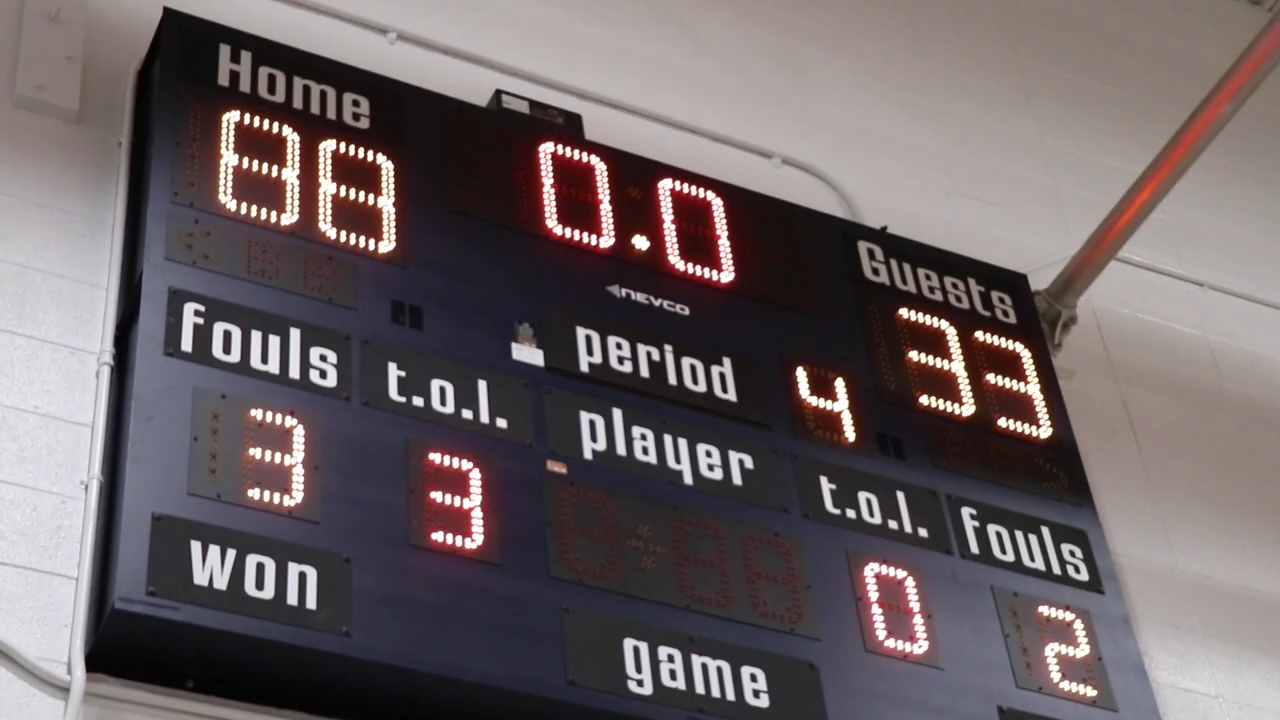 Home
88
0.0
Guests
33
NEVCO
fouls
t.o.l.
period
4
3
3
player
t.o.l.
fouls
0
2
won
game